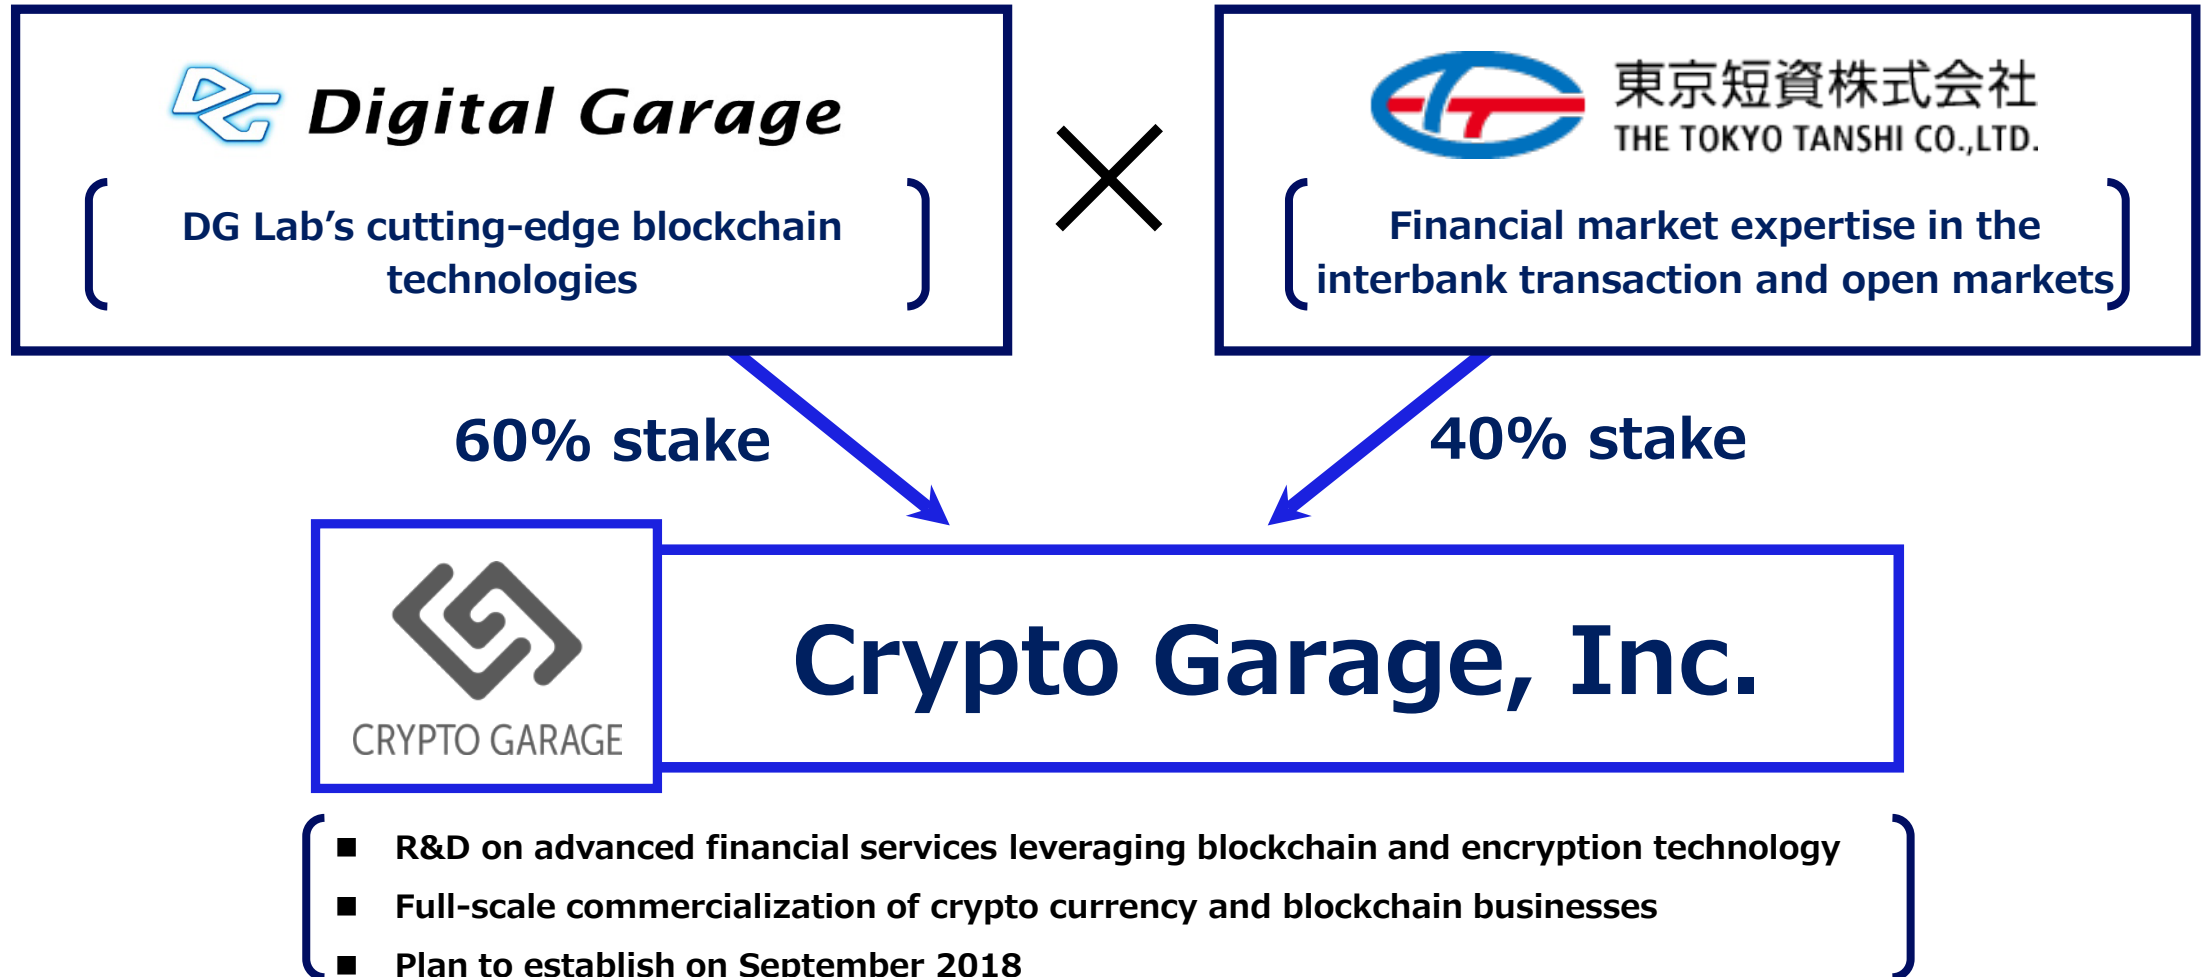 Digital Garage
DG Lab’s cutting-edge blockchain
technologies
東京短資株式会社
THE TOKYO TANSHI CO.,LTD.
Financial market expertise in the
interbank transaction and open markets
60% stake
40% stake
CRYPTO GARAGE
Crypto Garage, Inc.
■ R&D on advanced financial services leveraging blockchain and encryption technology
■ Full-scale commercialization of crypto currency and blockchain businesses
■ Plan to establish on September 2018